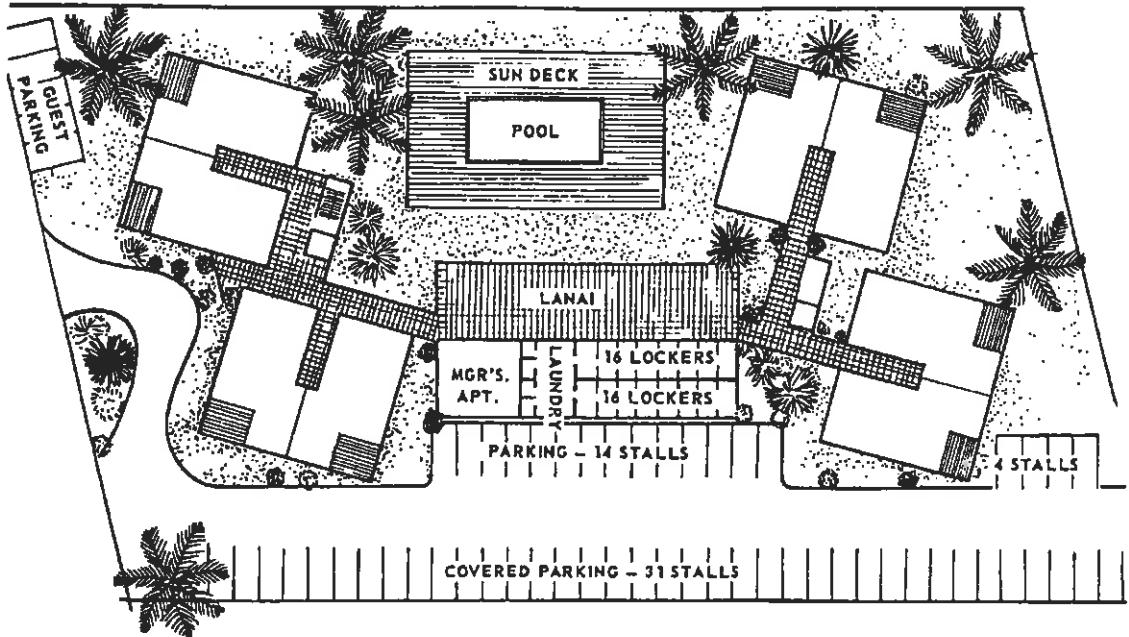 GUEST
PARKING
SUN DECK
POOL
LANAI
MGR'S.
APT.
LAUNDRY
16 LOCKERS
16 LOCKERS
PARKING – 14 STALLS
4 STALLS
COVERED PARKING – 31 STALLS